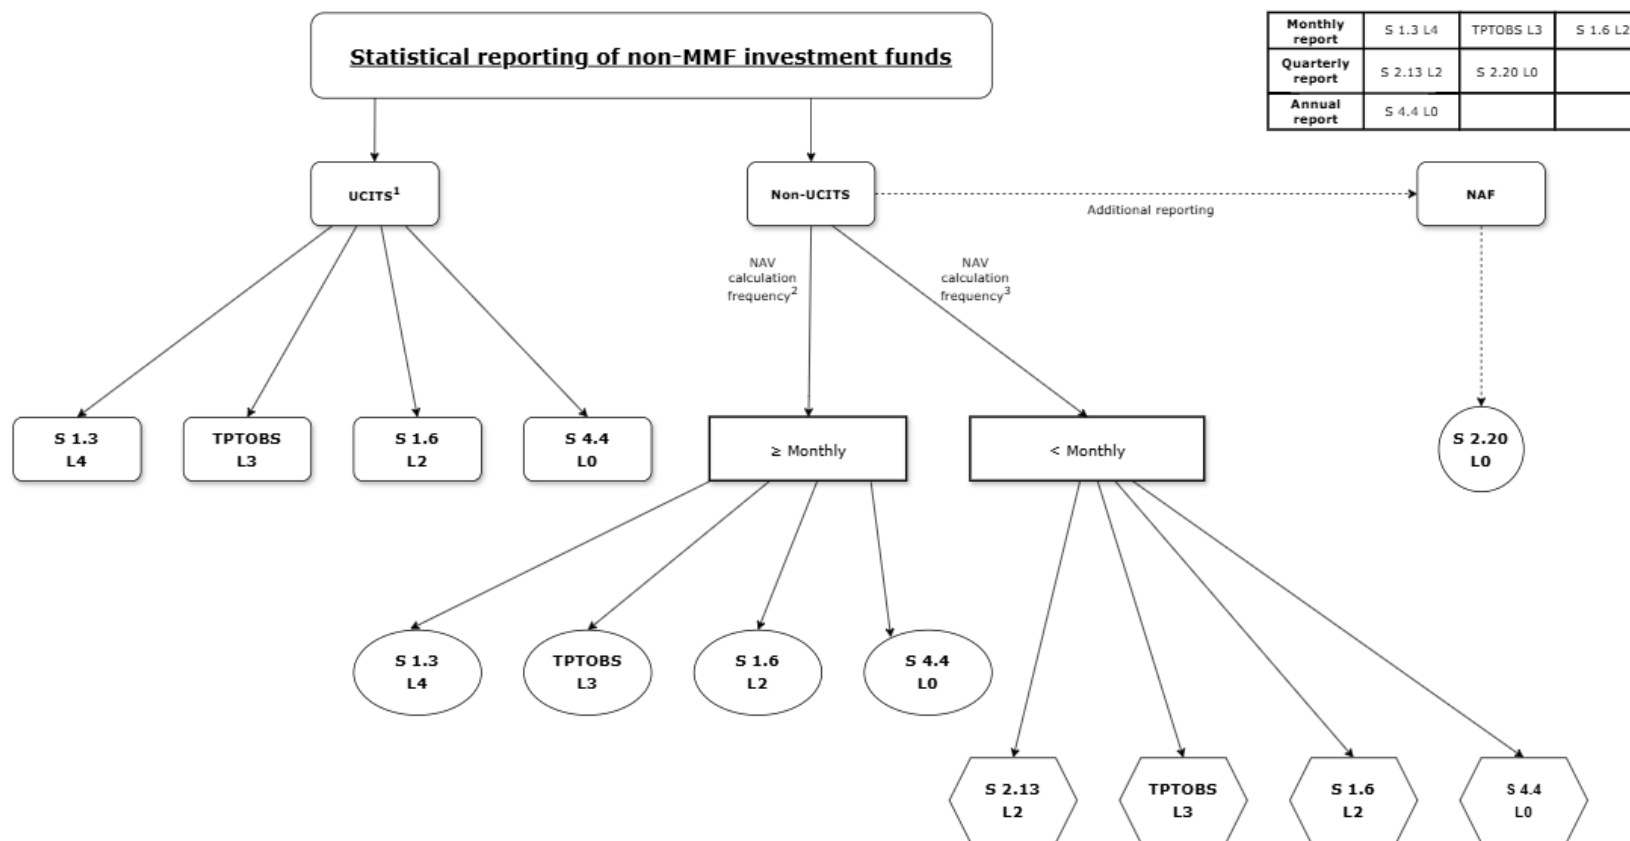 Statistical reporting of non-MMF investment funds
Monthly report S 1.3 L4 TPTOBS L3 S 1.6 L2
Quarterly report S 2.13 L2 S 2.20 L0
Annual report S 4.4 L0
UCITS1
Non-UCITS
Additional reporting
NAF
NAV
calculation
frequency2
NAV
calculation
frequency3
S 1.3
L4
TPTOBS
L3
S 1.6
L2
S 4.4
L0
≥ Monthly
< Monthly
S 2.20
L0
S 1.3
L4
TPTOBS
L3
S 1.6
L2
S 4.4
L0
S 2.13
L2
TPTOBS
L3
S 1.6
L2
S 4.4
L0